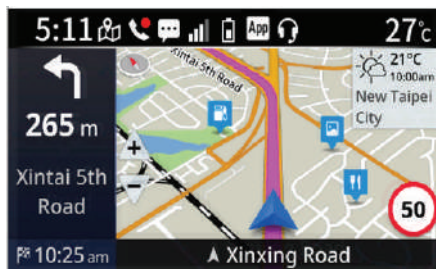 5:11 App 27°c
265 m
Xintai 5th
Road
10:25 am
Xintai 5th Road
21°C
10:00am
New Taipei
City
50
Xinxing Road